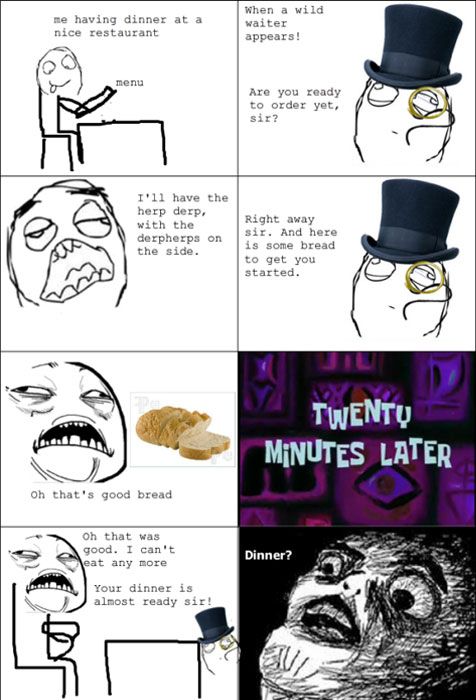 me having dinner at a
nice restaurant
menu
When a wild
waiter
appears!
Are you ready
to order yet,
sir?
I'll have the
herp derp,
with the
derpherps on
the side.
Right away
sir. And here
is some bread
to get you
started.
Oh that's good bread
TWENTY
MINUTES LATER
Oh that was
good. I can't
eat any more
Your dinner is
almost ready sir!
Dinner?